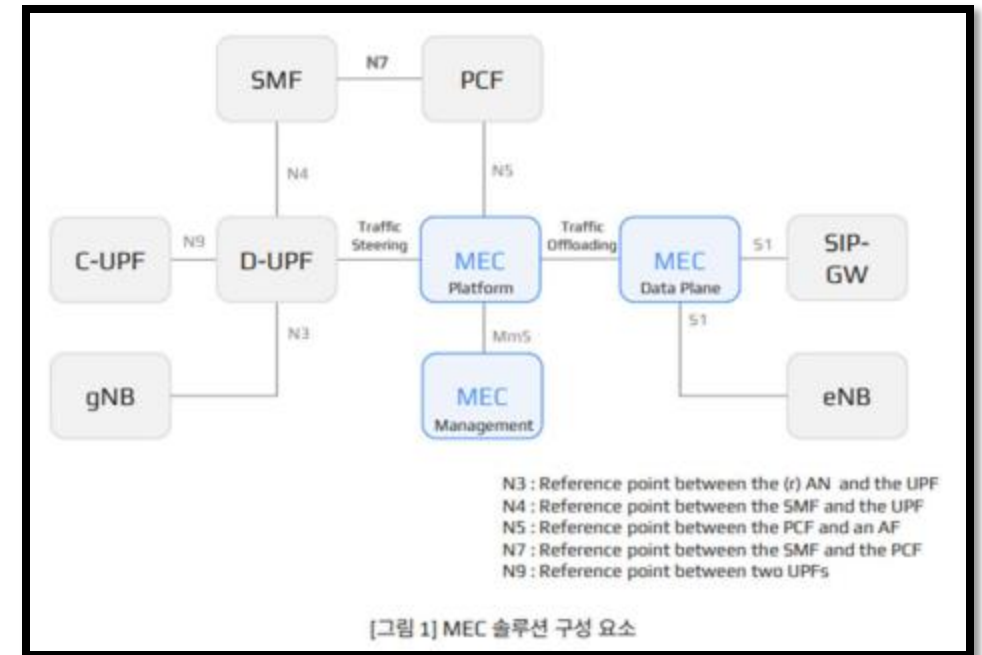 SMF
N7
PCF
N4
N5
C-UPF
N9
D-UPF
Traffic
Steering
MEC
Platform
Traffic
Offloading
MEC
Data Plane
S1
SIP-
GW
N3
Mm5
S1
gNB
MEC
Management
eNB
N3 : Reference point between the (r) AN and the UPF
N4 : Reference point between the SMF and the UPF
N5 : Reference point between the PCF and an AF
N7 : Reference point between the SMF and the PCF
N9 : Reference point between two UPFs
[그림 1] MEC 솔루션 구성 요소